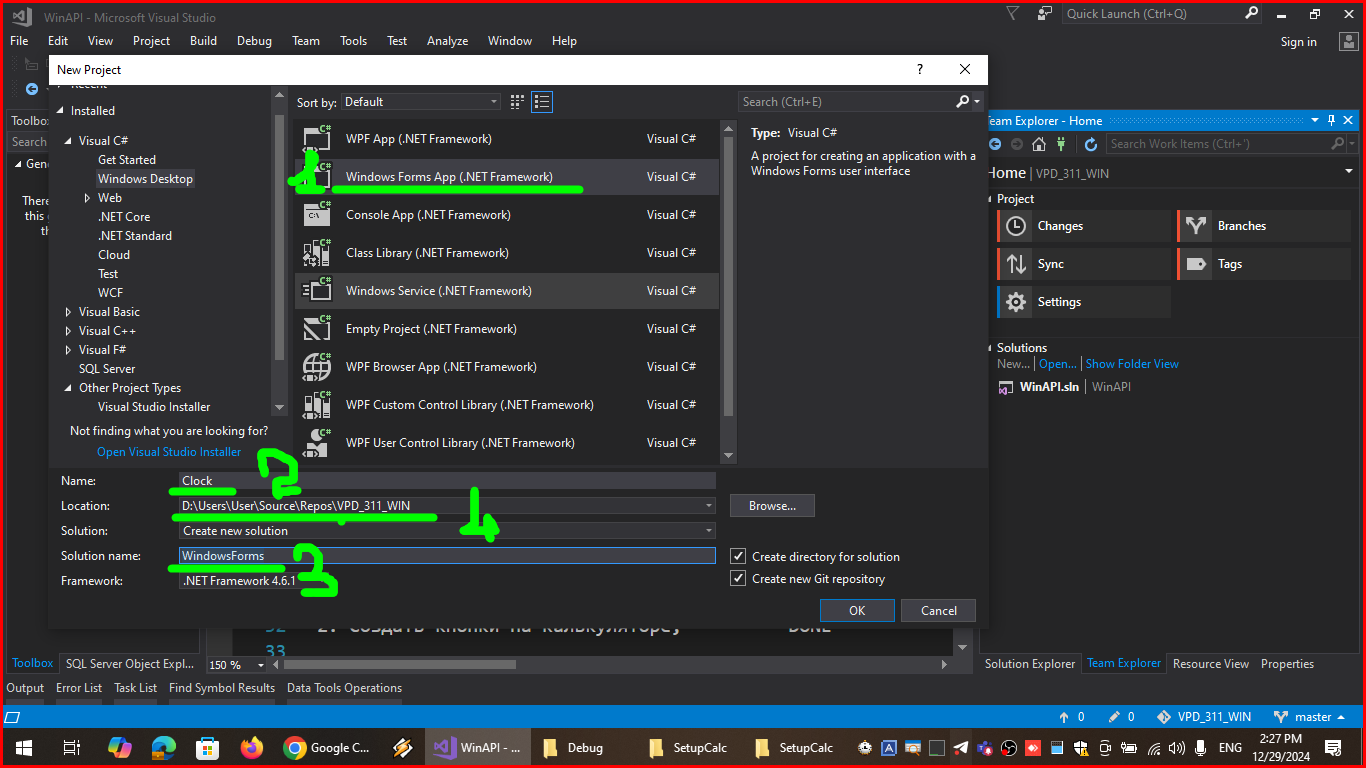 WinAPI - Microsoft Visual Studio
Quick Launch (Ctrl+Q)
File Edit View Project Build Debug Team Tools Test Analyze Window Help
Sign in
New Project
?
Recent
Installed
Visual C#
Get Started
Windows Desktop
Web
.NET Core
.NET Standard
Cloud
Test
WCF
Visual Basic
Visual C++
Visual F#
SQL Server
Other Project Types
Visual Studio Installer
Not finding what you are looking for?
Open Visual Studio Installer
Sort by: Default
WPF App (.NET Framework) Visual C#
1
Windows Forms App (.NET Framework) Visual C#
Console App (.NET Framework) Visual C#
Class Library (.NET Framework) Visual C#
Windows Service (.NET Framework) Visual C#
Empty Project (.NET Framework) Visual C#
WPF Browser App (.NET Framework) Visual C#
WPF Custom Control Library (.NET Framework) Visual C#
WPF User Control Library (.NET Framework) Visual C#
Search (Ctrl+E)
Type: Visual C#
A project for creating an application with a
Windows Forms user interface
Name: Clock
2
Location: D:\Users\User\Source\Repos\VPD_311_WIN
4
Browse...
Solution: Create new solution
Solution name: WindowsForms
3
Framework: .NET Framework 4.6.1
Create directory for solution
Create new Git repository
OK Cancel
Toolbo
Search
Gen
There
this
th
Team Explorer - Home
Search Work Items (Ctrl+')
Home | VPD_311_WIN
Project
Changes Branches
Sync Tags
Settings
Solutions
New... | Open... | Show Folder View
WinAPI.sln | WinAPI
32 2. Создать кнопки на калькуляторе; DONE
33
150 %
Toolbox SQL Server Object Expl...
Solution Explorer Team Explorer Resource View Properties
Output Error List Task List Find Symbol Results Data Tools Operations
0 0 VPD_311_WIN master
Google C... WinAPI - ... Debug SetupCalc SetupCalc
ENG
2:27 PM
12/29/2024